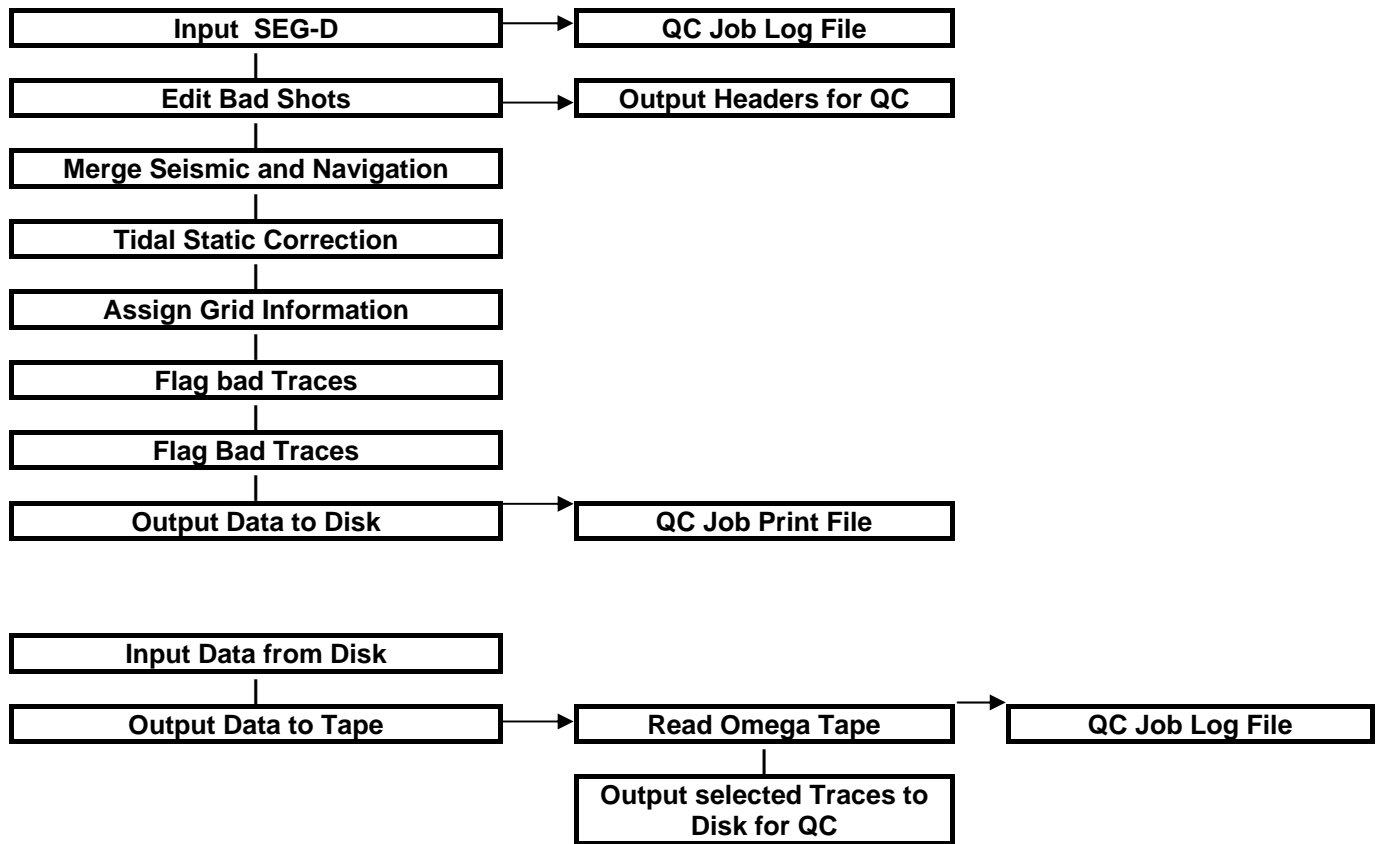 Input SEG-D
QC Job Log File
Edit Bad Shots
Output Headers for QC
Merge Seismic and Navigation
Tidal Static Correction
Assign Grid Information
Flag bad Traces
Flag Bad Traces
Output Data to Disk
QC Job Print File
Input Data from Disk
Output Data to Tape
Read Omega Tape
QC Job Log File
Output selected Traces to
Disk for QC